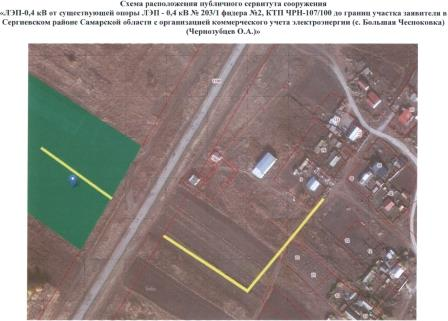 Схема расположения публичного сервитута сооружения
«ЛЭП-0,4 кВ от существующей опоры ЛЭП - 0,4 кВ № 203/1 фидера №2, КТП ЧРН-107/100 до границ участка заявителя в
Сергиевском районе Самарской области с организацией коммерческого учета электроэнергии (с. Большая Чесноковка)
(Чернозубцев О.А.)»